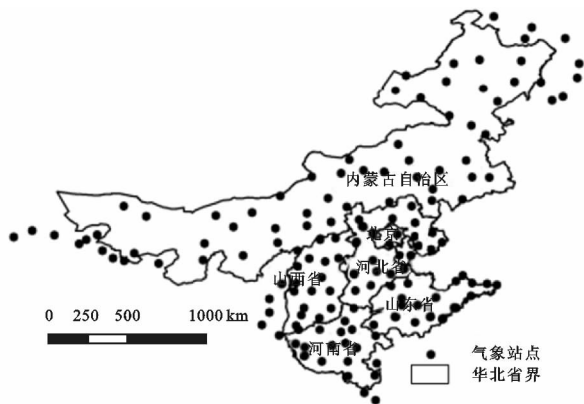 内蒙古自治区
北京
河北省
山西省
山东省
0 250 500 1000 km
河南省
气象站点
华北省界